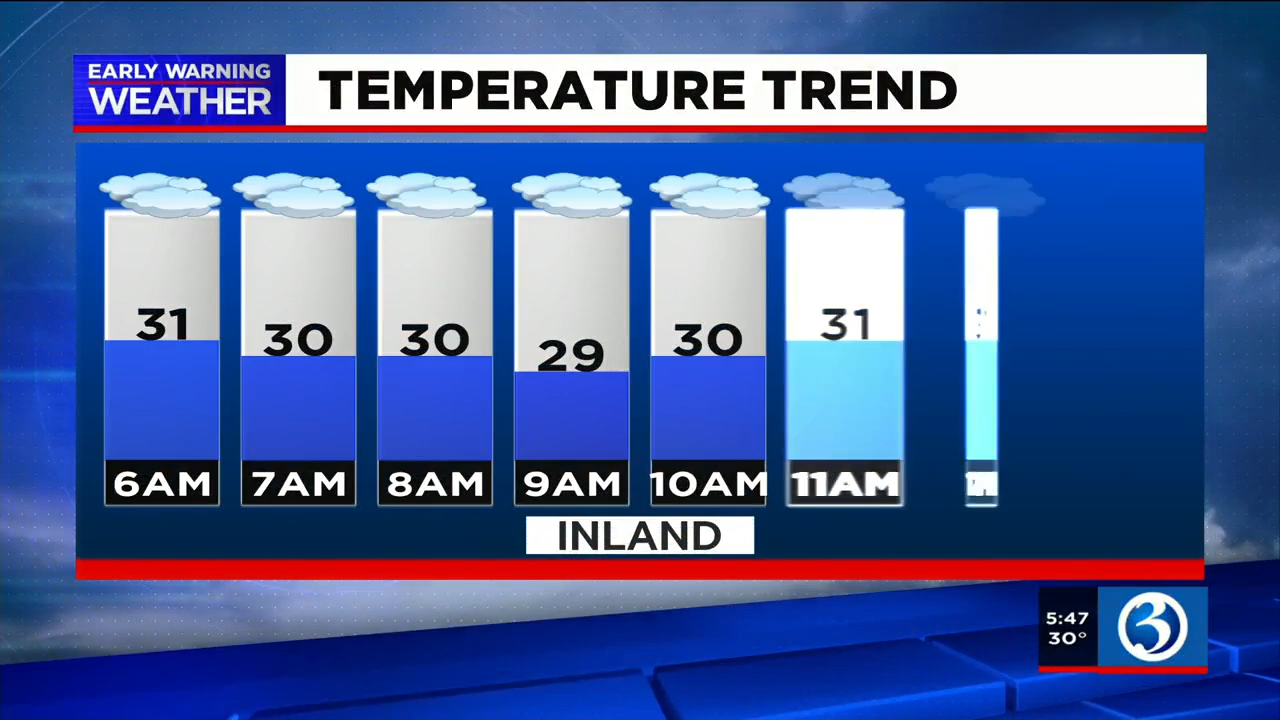 EARLY WARNING
WEATHER
TEMPERATURE TREND
31
30
30
29
30
31
6AM
7AM
8AM
9AM
10AM
11AM
INLAND
5:47
30°
3